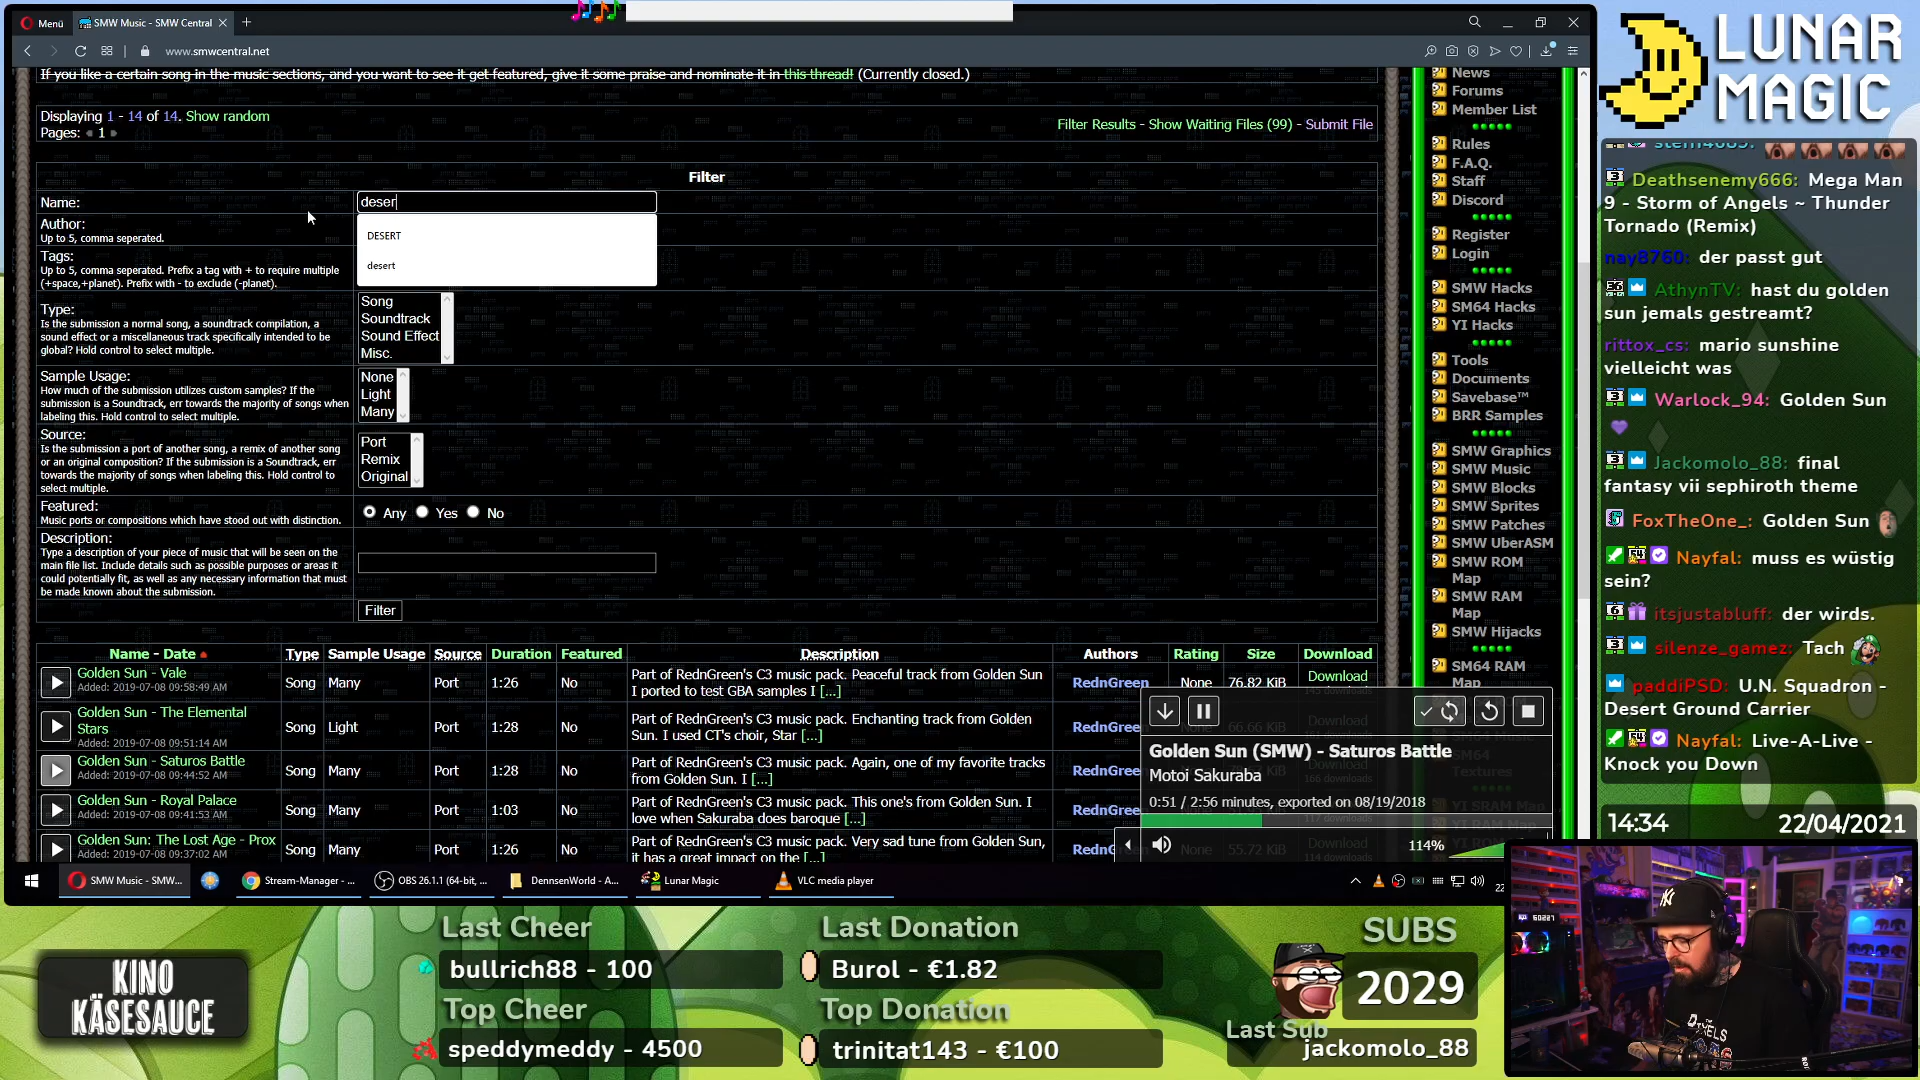 Menü
SMW Music - SMW Central
www.smwcentral.net
If you like a certain song in the music sections, and you want to see it get featured, give it some praise and nominate it in this thread! (Currently closed.)
Displaying 1 - 14 of 14. Show random
Pages: 1
Filter Results - Show Waiting Files (99) - Submit File
Filter
Name:
deser
DESERT
desert
Author:
Up to 5, comma seperated.
Tags:
Up to 5, comma seperated. Prefix a tag with + to require multiple
(+space,+planet). Prefix with - to exclude (-planet).
Type:
Is the submission a normal song, a soundtrack compilation, a
sound effect or a miscellaneous track specifically intended to be
global? Hold control to select multiple.
Song
Soundtrack
Sound Effect
Misc.
Sample Usage:
How much of the submission utilizes custom samples? If the
submission is a Soundtrack, err towards the majority of songs when
labeling this. Hold control to select multiple.
None
Light
Many
Source:
Is the submission a port of another song, a remix of another song
or an original composition? If the submission is a Soundtrack, err
towards the majority of songs when labeling this. Hold control to
select multiple.
Port
Remix
Original
Featured:
Music ports or compositions which have stood out with distinction.
Any Yes No
Description:
Type a description of your piece of music that will be seen on the
main file list. Include details such as possible purposes or areas it
could potentially fit, as well as any necessary information that must
be made known about the submission.
Filter
Name - Date Type Sample Usage Source Duration Featured Description Authors Rating Size Download
Golden Sun - Vale
Added: 2019-07-08 09:58:49 AM
Song Many Port 1:26 No
Part of RednGreen's C3 music pack. Peaceful track from Golden Sun
I ported to test GBA samples I [...]
RednGreen None 76.82 KiB Download
Golden Sun - The Elemental
Stars
Added: 2019-07-08 09:51:14 AM
Song Light Port 1:28 No
Part of RednGreen's C3 music pack. Enchanting track from Golden
Sun. I used CT's choir, Star [...]
RednGree
Golden Sun - Saturos Battle
Added: 2019-07-08 09:44:52 AM
Song Many Port 1:28 No
Part of RednGreen's C3 music pack. Again, one of my favorite tracks
from Golden Sun. I [...]
RednGree
Golden Sun - Royal Palace
Added: 2019-07-08 09:41:53 AM
Song Many Port 1:03 No
Part of RednGreen's C3 music pack. This one's from Golden Sun. I
love when Sakuraba does baroque [...]
RednGree
Golden Sun: The Lost Age - Prox
Added: 2019-07-08 09:37:02 AM
Song Many Port 1:26 No
Part of RednGreen's C3 music pack. Very sad tune from Golden Sun,
it has a great impact on the [...]
RednGree
Golden Sun (SMW) - Saturos Battle
Motoi Sakuraba
0:51 / 2:56 minutes, exported on 08/19/2018
114%
News
Forums
Member List
Rules
F.A.Q.
Staff
Discord
Register
Login
SMW Hacks
SM64 Hacks
YI Hacks
Tools
Documents
Savebase™
BRR Samples
SMW Graphics
SMW Music
SMW Blocks
SMW Sprites
SMW Patches
SMW UberASM
SMW ROM
Map
SMW RAM
Map
SMW Hijacks
SM64 RAM
Map
SMW Music - SMW...
Stream-Manager - ...
OBS 26.1.1 (64-bit, ...
DennsenWorld - A...
Lunar Magic
VLC media player
LUNAR
MAGIC
Deathsenemy666: Mega Man
9 - Storm of Angels ~ Thunder
Tornado (Remix)
nay8760: der passt gut
AthynTV: hast du golden
sun jemals gestreamt?
rittox_cs: mario sunshine
vielleicht was
Warlock_94: Golden Sun
Jackomolo_88: final
fantasy vii sephiroth theme
FoxTheOne_: Golden Sun
Nayfal: muss es wüstig
sein?
itsjustabluff: der wirds.
silenze_gamez: Tach
paddiPSD: U.N. Squadron -
Desert Ground Carrier
Nayfal: Live-A-Live -
Knock you Down
14:34 22/04/2021
KINO
KÄSESAUCE
Last Cheer
bullrich88 - 100
Top Cheer
speddymeddy - 4500
Last Donation
Burol - €1.82
Top Donation
trinitat143 - €100
SUBS
2029
Last Sub
jackomolo_88